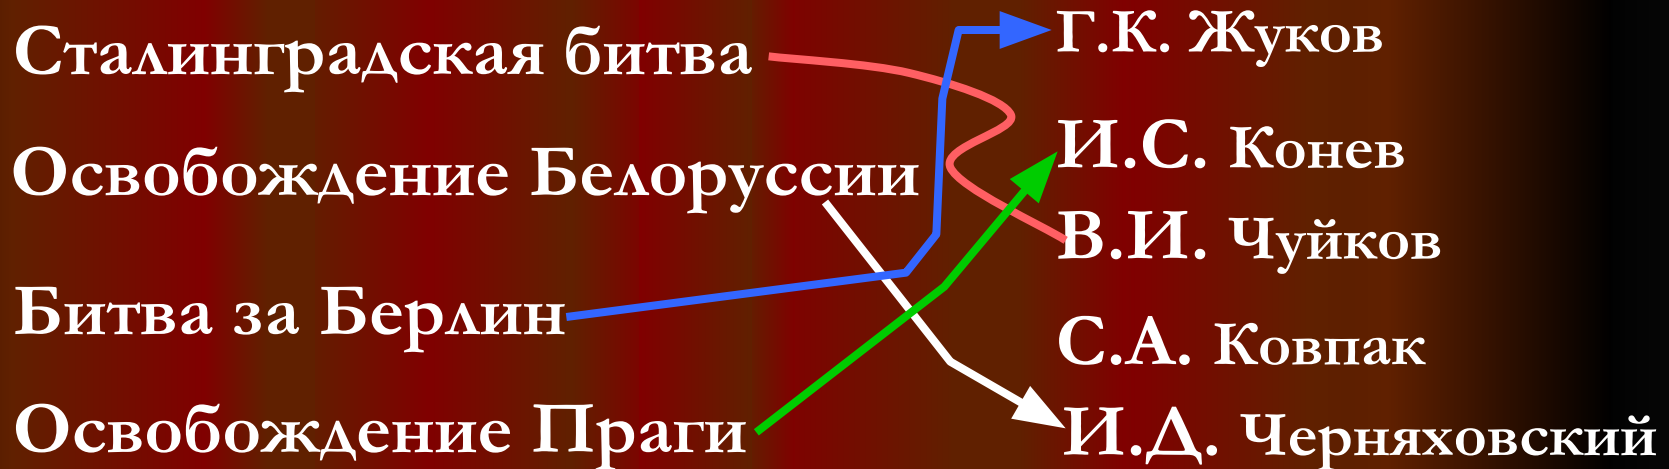 Сталинградская битва
Освобождение Белоруссии
Битва за Берлин
Освобождение Праги
Г.К. Жуков
И.С. Конев
В.И. Чуйков
С.А. Ковпак
И.Д. Черняховский